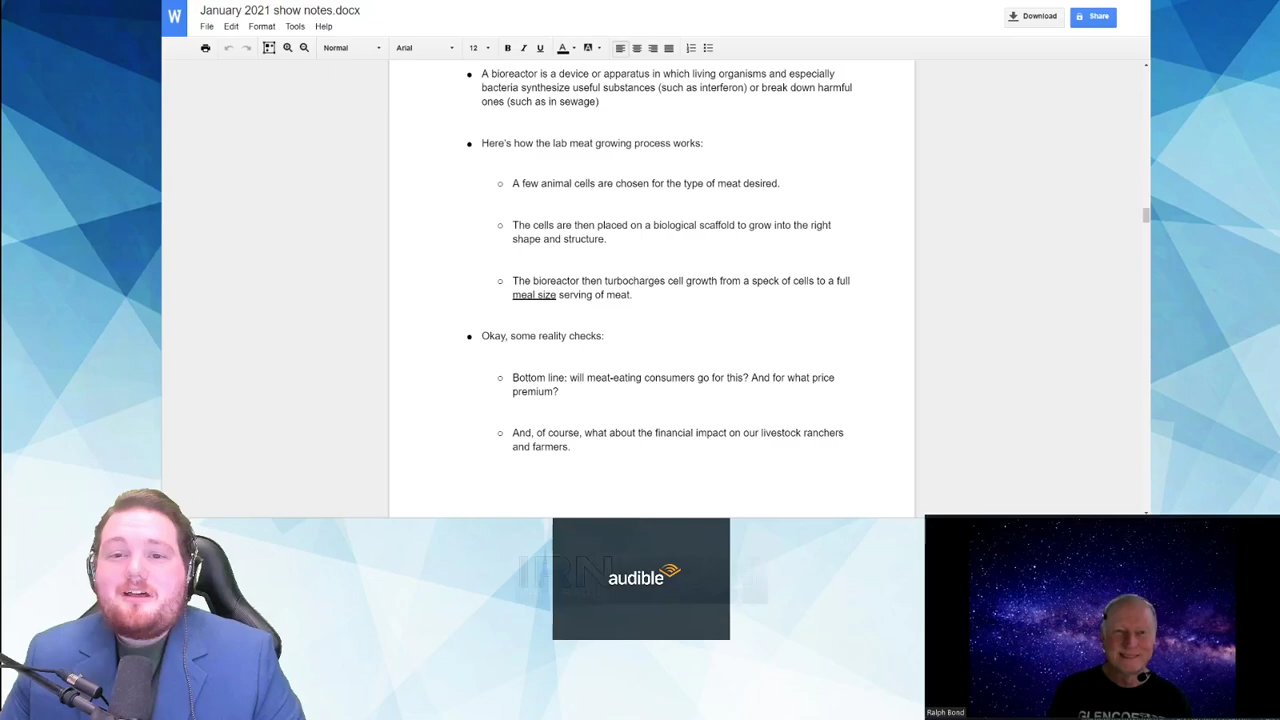 January 2021 show notes.docx
File Edit Format Tools Help
Download
Share
Normal Arial 12 B I U A A
A bioreactor is a device or apparatus in which living organisms and especially
bacteria synthesize useful substances (such as interferon) or break down harmful
ones (such as in sewage)
Here's how the lab meat growing process works:
A few animal cells are chosen for the type of meat desired.
The cells are then placed on a biological scaffold to grow into the right
shape and structure.
The bioreactor then turbocharges cell growth from a speck of cells to a full
meal size serving of meat.
Okay, some reality checks:
Bottom line: will meat-eating consumers go for this? And for what price
premium?
And, of course, what about the financial impact on our livestock ranchers
and farmers.
audible
Ralph Bond